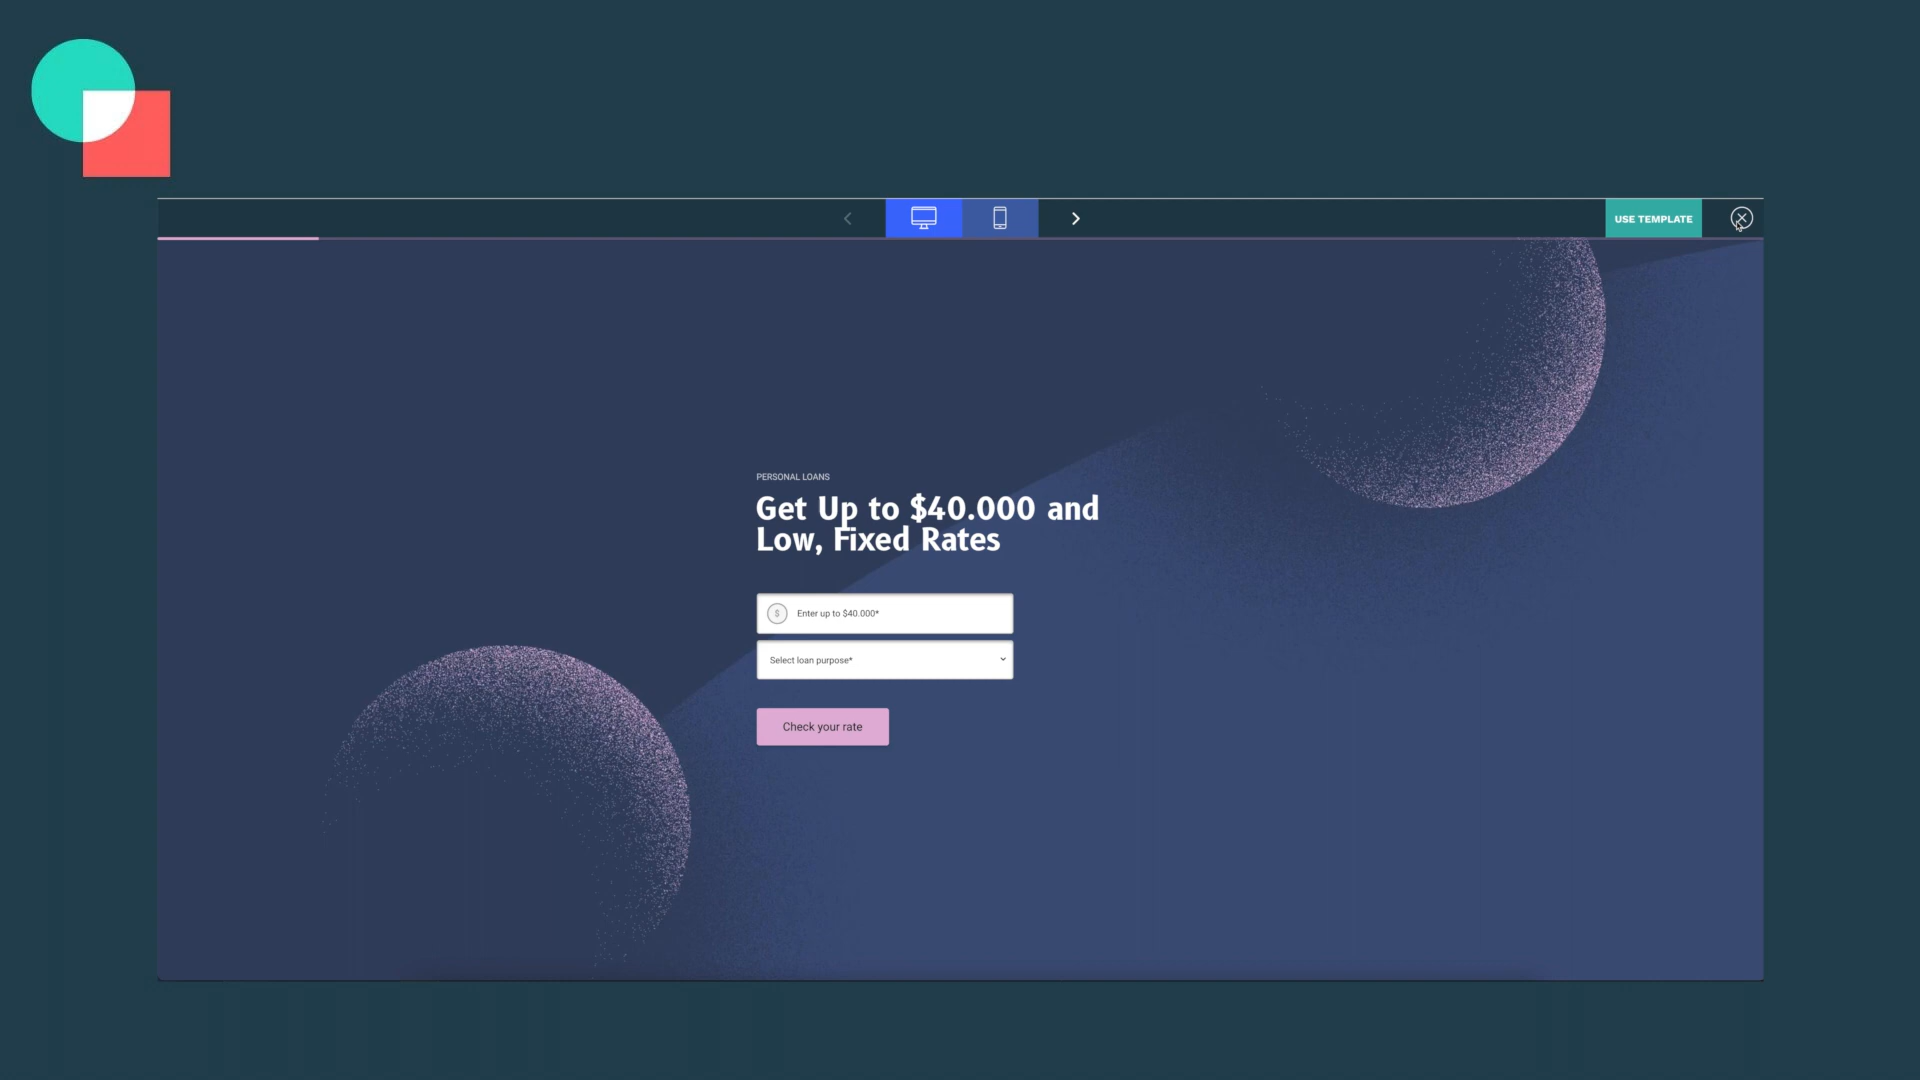 USE TEMPLATE
PERSONAL LOANS
Get Up to $40.000 and
Low, Fixed Rates
$ Enter up to $40.000*
Select loan purpose*
Check your rate